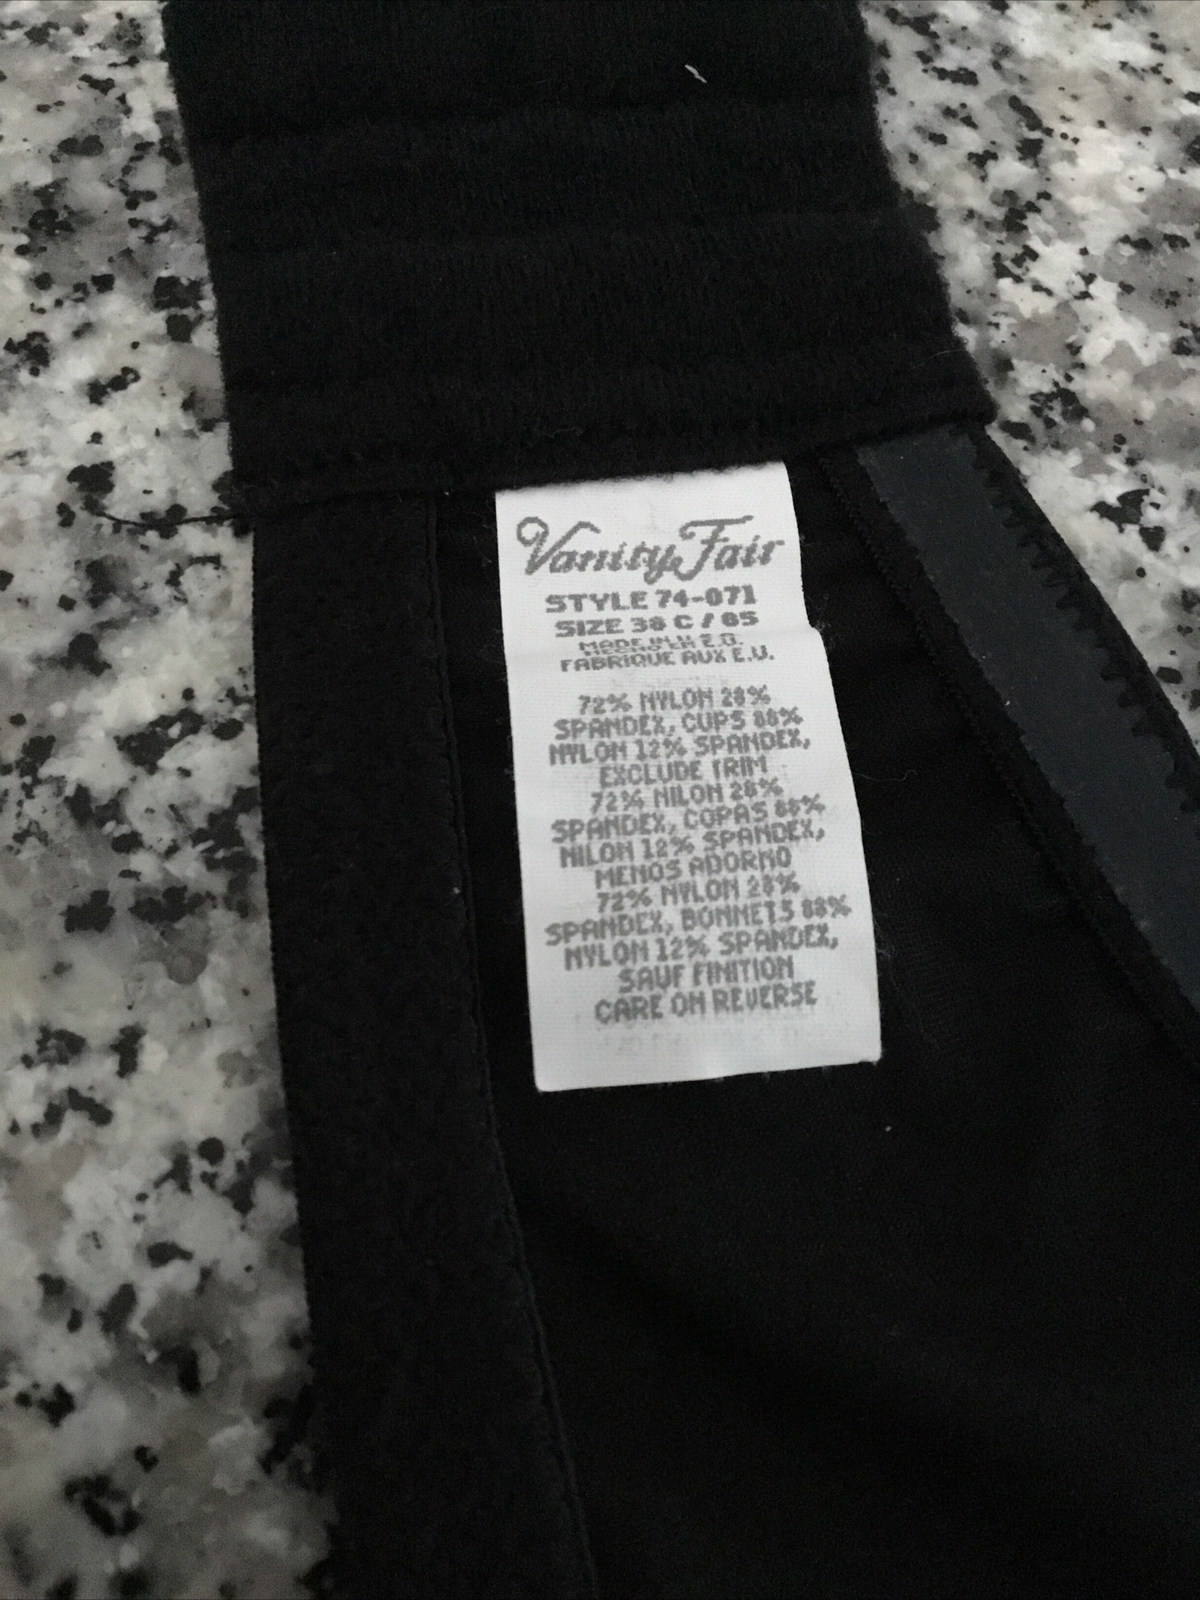 Vanity Fair
STYLE 74-071
SIZE 38 C / 85
FABRIQUE AUX E.U.
72% NYLON 28%
SPANDEX, CUPS 88%
NYLON 12% SPANDEX,
EXCLUDE TRIM
72% NILON 28%
SPANDEX, COPAS 88%
NILON 12% SPANDEX,
MENOS ADORNO
72% NYLON 28%
SPANDEX, BONNETS 88%
NYLON 12% SPANDEX,
SAUF FINITION
CARE ON REVERSE